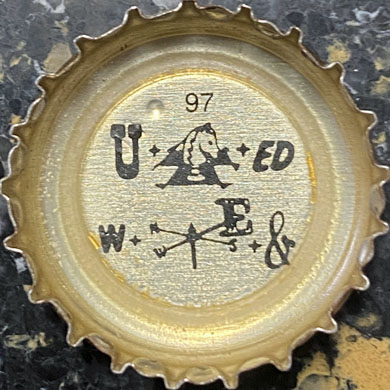 97
U + + ED
W + E + &